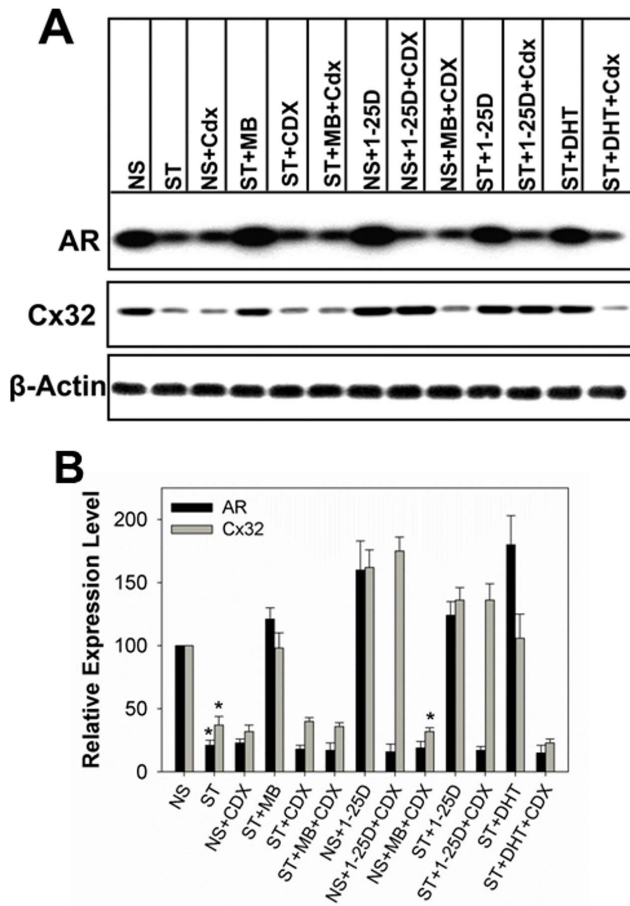 A
NS
ST
NS+Cdx
ST+MB
ST+CDX
ST+MB+Cdx
NS+1-25D
NS+1-25D+CDX
NS+MB+CDX
ST+1-25D
ST+1-25D+Cdx
ST+DHT
ST+DHT+Cdx
AR
Cx32
β-Actin
B
Relative Expression Level
200
150
100
50
0
AR
Cx32
* * *
NS
ST
NS+CDX
ST+MB
ST+CDX
ST+MB+CDX
NS+1-25D
NS+1-25D+CDX
NS+MB+CDX
ST+1-25D
ST+1-25D+CDX
ST+DHT
ST+DHT+CDX